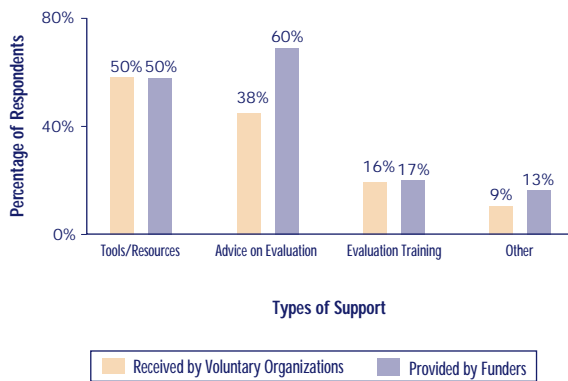 80%
40%
0%
Percentage of Respondents
50% 50%
38%
60%
16% 17%
9%
13%
Tools/Resources
Advice on Evaluation
Evaluation Training
Other
Types of Support
Received by Voluntary Organizations
Provided by Funders